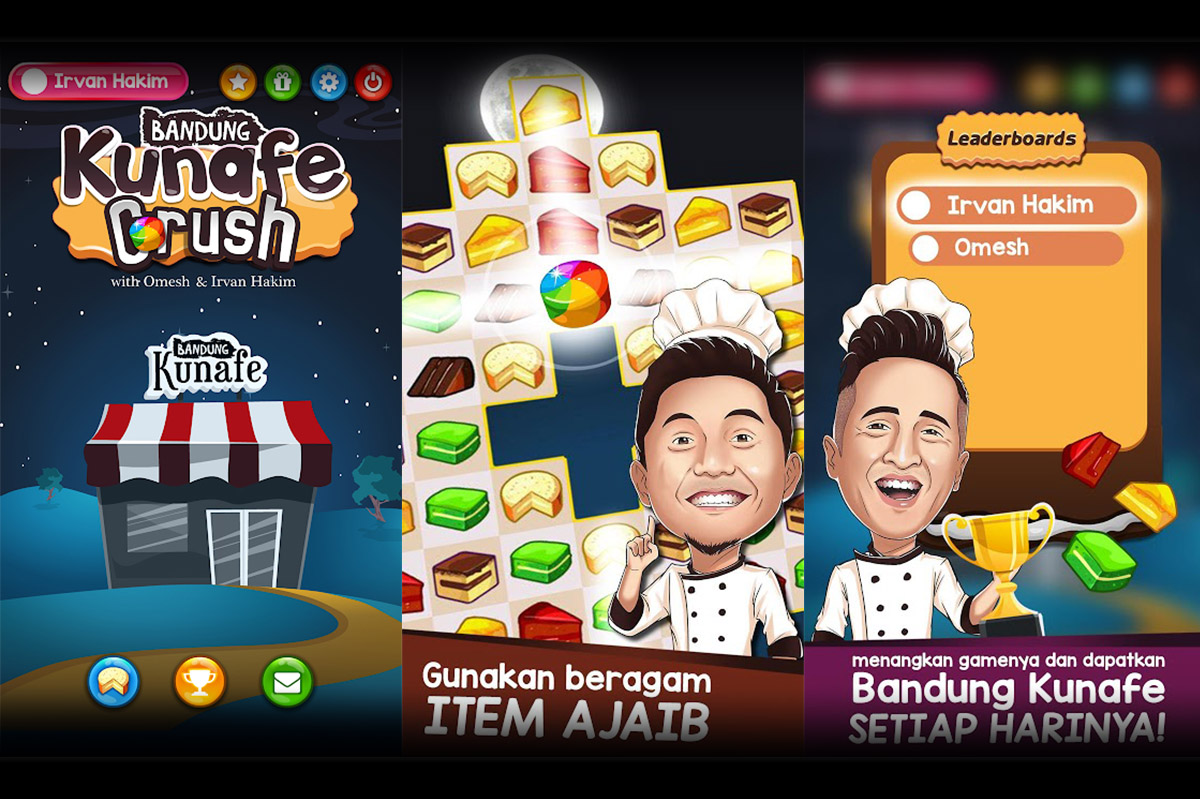 Irvan Hakim
BANDUNG
Kunafe
Crush
with Omesh & Irvan Hakim
BANDUNG
Kunafe
Gunakan beragam
ITEM AJAIB
Leaderboards
Irvan Hakim
Omesh
menangkan gamenya dan dapatkan
Bandung Kunafe
SETIAP HARINYA!